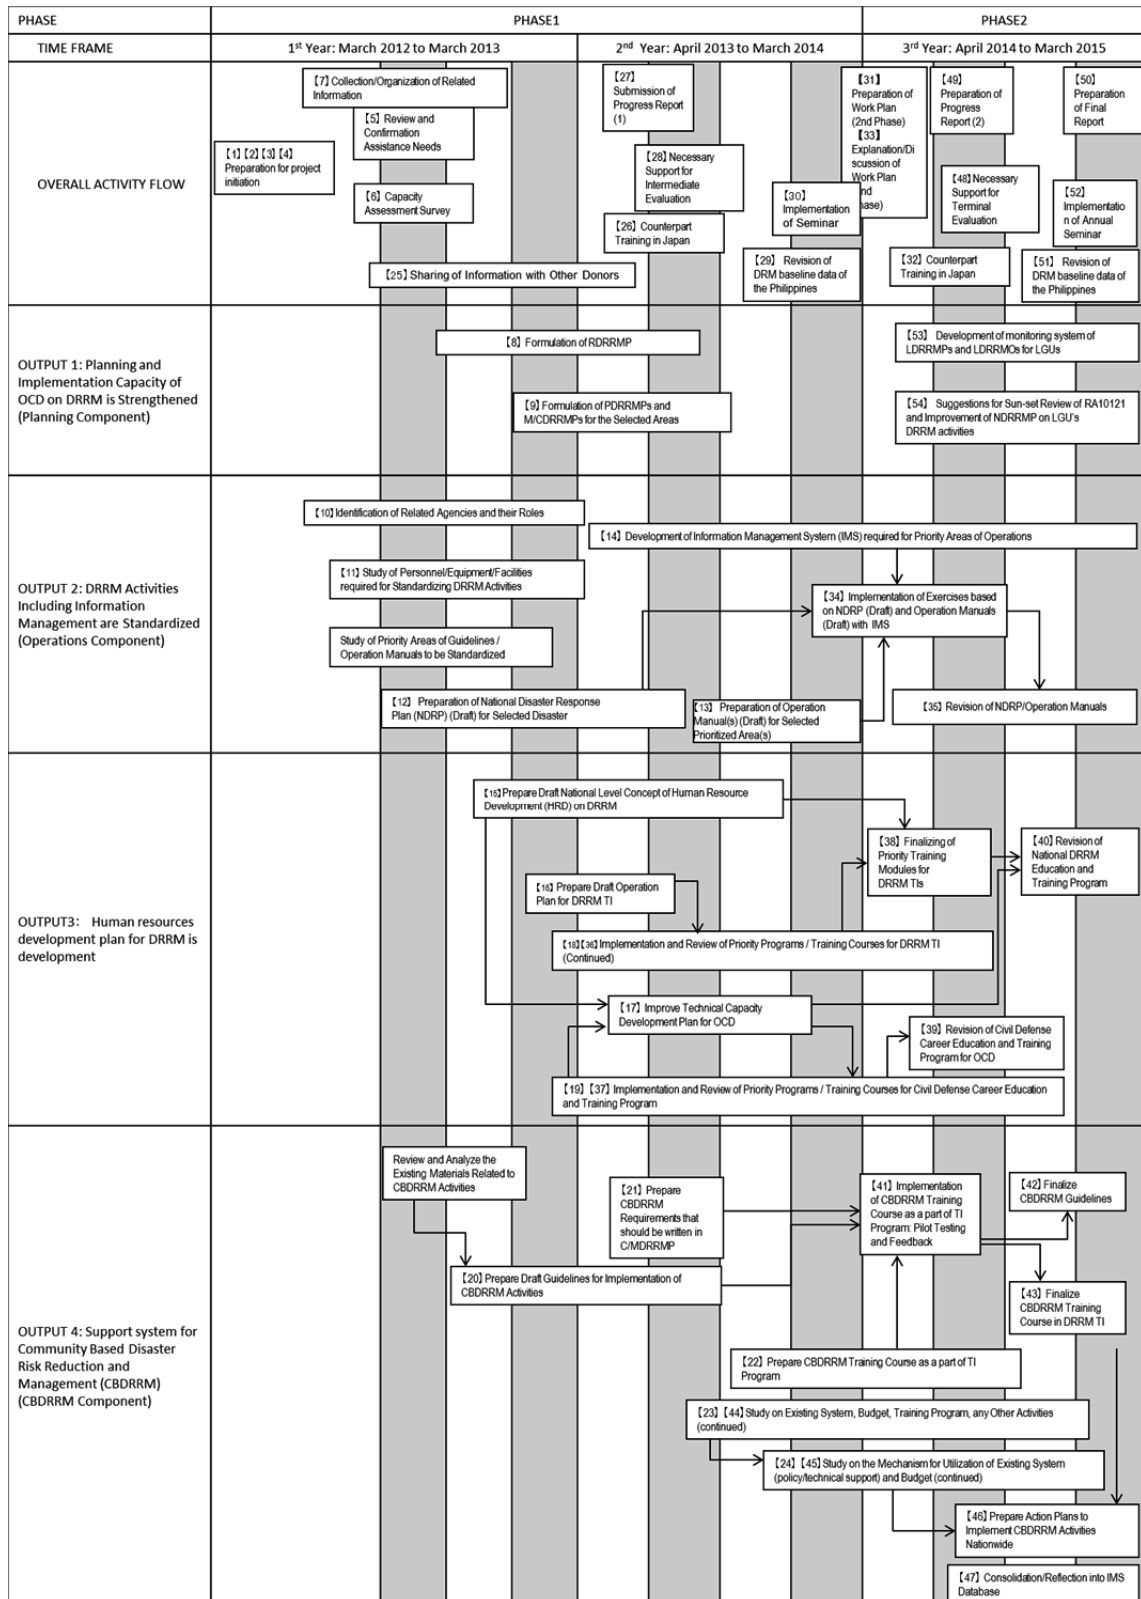 PHASE
PHASE1
PHASE2
TIME FRAME
1st Year: March 2012 to March 2013
2nd Year: April 2013 to March 2014
3rd Year: April 2014 to March 2015
OVERALL ACTIVITY FLOW
【7】Collection/Organization of Related
Information
【5】Review and
Confirmation
Assistance Needs
【1】【2】【3】【4】
Preparation for project
initiation
【6】Capacity
Assessment Survey
【25】Sharing of Information with Other Donors
【27】
Submission of
Progress Report
(1)
【28】Necessary
Support for
Intermediate
Evaluation
【26】Counterpart
Training in Japan
【30】
Implementation
of Seminar
【29】Revision of
DRM baseline data of
the Philippines
【31】
Preparation of
Work Plan
(2nd Phase)
【33】
Explanation/Di
scussion of
Work Plan
【49】
Preparation of
Progress
Report (2)
【50】
Preparation
of Final
Report
【48】Necessary
Support for
Terminal
Evaluation
【52】
Implementatio
n of Annual
Seminar
【32】Counterpart
Training in Japan
【51】 Revision of
DRM baseline data of
the Philippines
OUTPUT 1: Planning and
Implementation Capacity of
OCD on DRRM is Strengthened
(Planning Component)
【8】Formulation of RDRRMP
【9】Formulation of PDRRMPs and
M/CDRRMPs for the Selected Areas
【53】 Development of monitoring system of
LDRRMPs and LDRRMOs for LGUs
【54】 Suggestions for Sun-set Review of RA10121
and Improvement of NDRRMP on LGU's
DRRM activities
OUTPUT 2: DRRM Activities
Including Information
Management are Standardized
(Operations Component)
【10】Identification of Related Agencies and their Roles
【14】Development of Information Management System (IMS) required for Priority Areas of Operations
【11】Study of Personnel/Equipment/Facilities
required for Standardizing DRRM Activities
【34】Implementation of Exercises based
on NDRP (Draft) and Operation Manuals
(Draft) with IMS
Study of Priority Areas of Guidelines /
Operation Manuals to be Standardized
【12】 Preparation of National Disaster Response
Plan (NDRP) (Draft) for Selected Disaster
【13】 Preparation of Operation
Manual(s) (Draft) for Selected
Prioritized Area(s)
【35】Revision of NDRP/Operation Manuals
OUTPUT3: Human resources
development plan for DRRM is
development
【15】Prepare Draft National Level Concept of Human Resource
Development (HRD) on DRRM
【38】Finalizing of
Priority Training
Modules for
DRRM TIs
【40】Revision of
National DRRM
Education and
Training Program
【16】Prepare Draft Operation
Plan for DRRM TI
【18】【36】Implementation and Review of Priority Programs / Training Courses for DRRM TI
(Continued)
【17】Improve Technical Capacity
Development Plan for OCD
【39】Revision of Civil Defense
Career Education and Training
Program for OCD
【19】【37】Implementation and Review of Priority Programs / Training Courses for Civil Defense Career Education
and Training Program
OUTPUT 4: Support system for
Community Based Disaster
Risk Reduction and
Management (CBDRRM)
(CBDRRM Component)
Review and Analyze the
Existing Materials Related to
CBDRRM Activities
【21】Prepare
CBDRRM
Requirements that
should be written in
C/MDRRMP
【41】Implementation
of CBDRRM Training
Course as a part of TI
Program: Pilot Testing
and Feedback
【42】Finalize
CBDRRM Guidelines
【20】Prepare Draft Guidelines for Implementation of
CBDRRM Activities
【43】Finalize
CBDRRM Training
Course in DRRM TI
【22】Prepare CBDRRM Training Course as a part of TI
Program
【23】【44】Study on Existing System, Budget, Training Program, any Other Activities
(continued)
【24】【45】Study on the Mechanism for Utilization of Existing System
(policy/technical support) and Budget (continued)
【46】Prepare Action Plans to
Implement CBDRRM Activities
Nationwide
【47】Consolidation/Reflection into IMS
Database